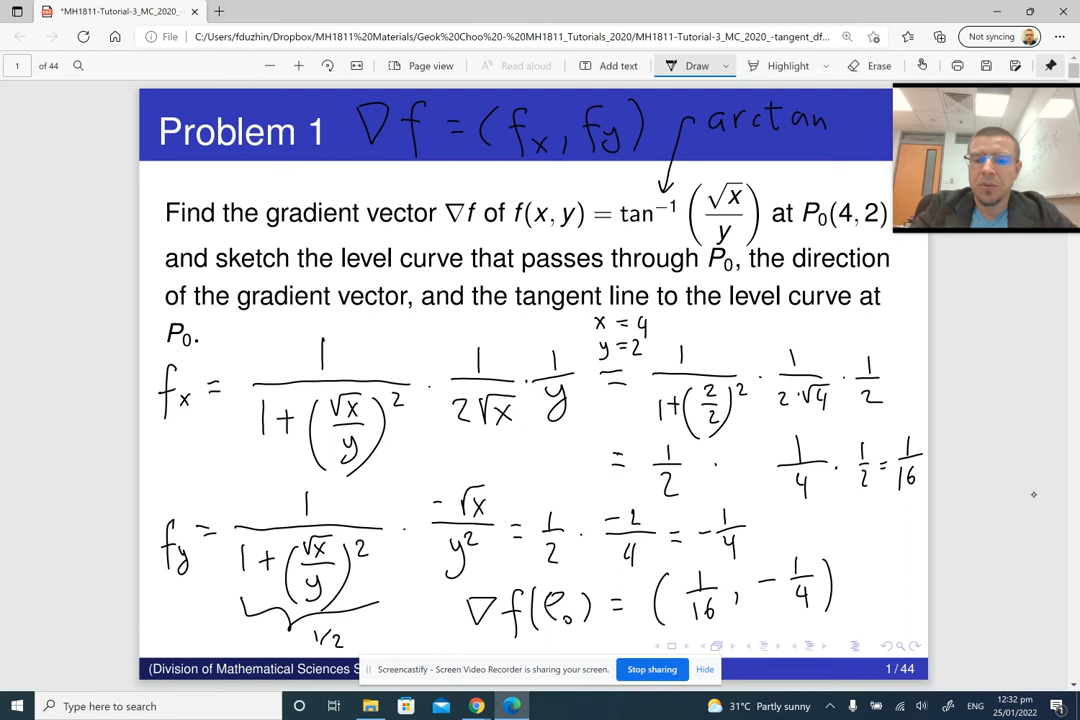 *MH1811-Tutorial-3_MC_2020_-
File C:/Users/fduzhin/Dropbox/MH1811%20Materials/Geok%20Choo%20-%20MH1811_Tutorials_2020/MH1811-Tutorial-3_MC_2020_-tangent_df... Not syncing
1 of 44 Page view Read aloud Add text Draw Highlight Erase
Problem 1 ∇f = (fx, fy) arctan
Find the gradient vector ∇f of f(x, y) = tan⁻¹ (√x/y) at P₀(4, 2)
and sketch the level curve that passes through P₀, the direction
of the gradient vector, and the tangent line to the level curve at
P₀.
x = 4
y = 2
fx = 1/(1+(√x/y)²) · 1/(2√x) · 1/y = 1/(1+(2/2)²) · 1/(2·√4) · 1/2
= 1/2 · 1/4 · 1/2 = 1/16
fy = 1/(1+(√x/y)²) · -√x/y² = 1/2 · -2/4 = -1/4
1/2
∇f(P₀) = (1/16, -1/4)
(Division of Mathematical Sciences S 1 / 44
Screencastify - Screen Video Recorder is sharing your screen. Stop sharing Hide
Type here to search 31°C Partly sunny ENG 12:32 pm
25/01/2022